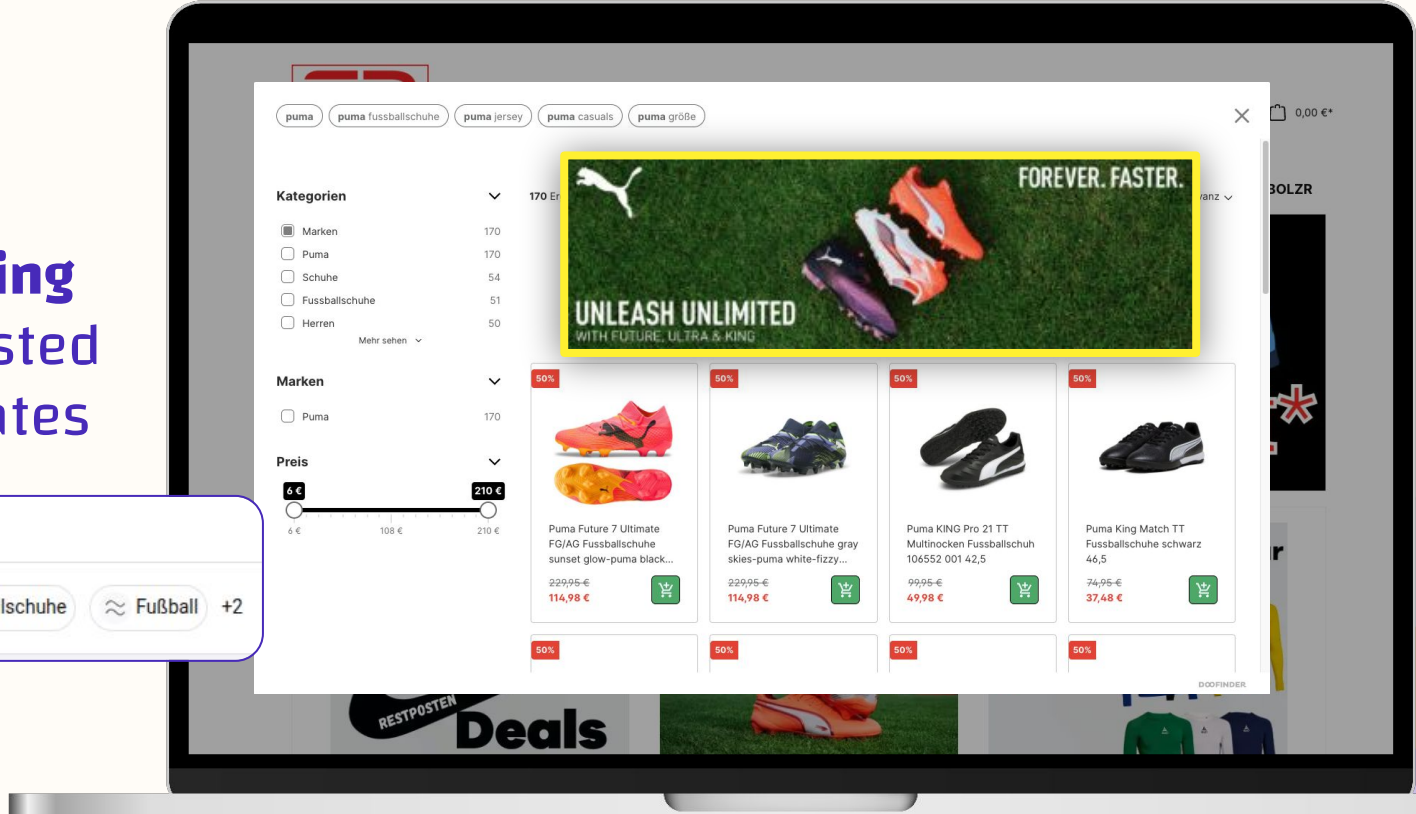 ing
sted
ates
lschuhe
Fußball
+2
puma
puma fussballschuhe
puma jersey
puma casuals
puma größe
0,00 €*
BOLZR
Kategorien
Marken 170
Puma 170
Schuhe 54
Fussballschuhe 51
Herren 50
Mehr sehen
Marken
Puma 170
Preis
6 € 210 €
6 € 108 € 210 €
170 Er
vanz
FOREVER. FASTER.
UNLEASH UNLIMITED
WITH FUTURE, ULTRA & KING
50%
Puma Future 7 Ultimate
FG/AG Fussballschuhe
sunset glow-puma black...
229,95 €
114,98 €
50%
Puma Future 7 Ultimate
FG/AG Fussballschuhe gray
skies-puma white-fizzy...
229,95 €
114,98 €
50%
Puma KING Pro 21 TT
Multinocken Fussballschuh
106552 001 42,5
99,95 €
49,98 €
50%
Puma King Match TT
Fussballschuhe schwarz
46,5
74,95 €
37,48 €
50%
50%
50%
50%
DOOFINDER
RESTPOSTEN
Deals
r